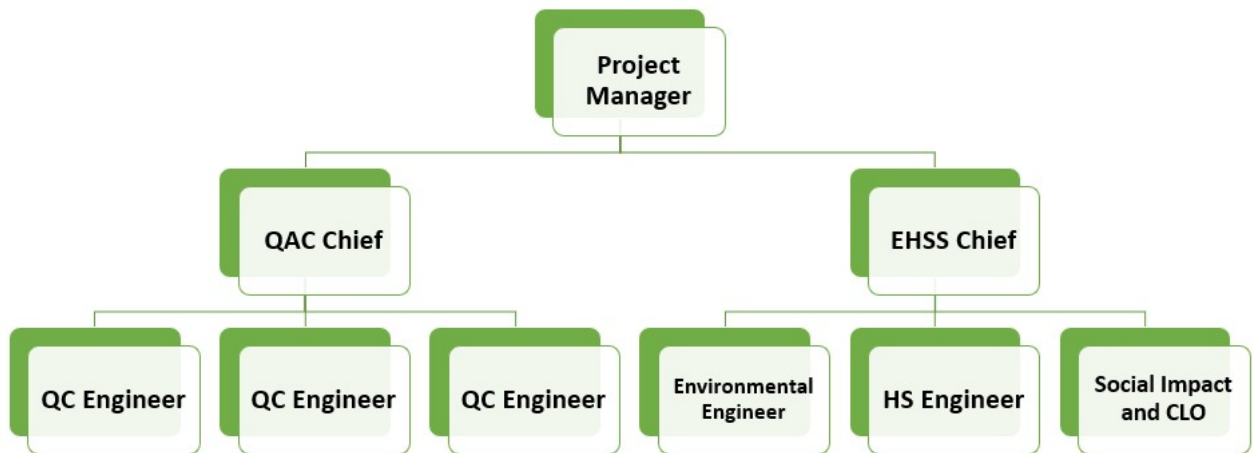 Project
Manager
QAC Chief
EHSS Chief
QC Engineer
QC Engineer
QC Engineer
Environmental
Engineer
HS Engineer
Social Impact
and CLO